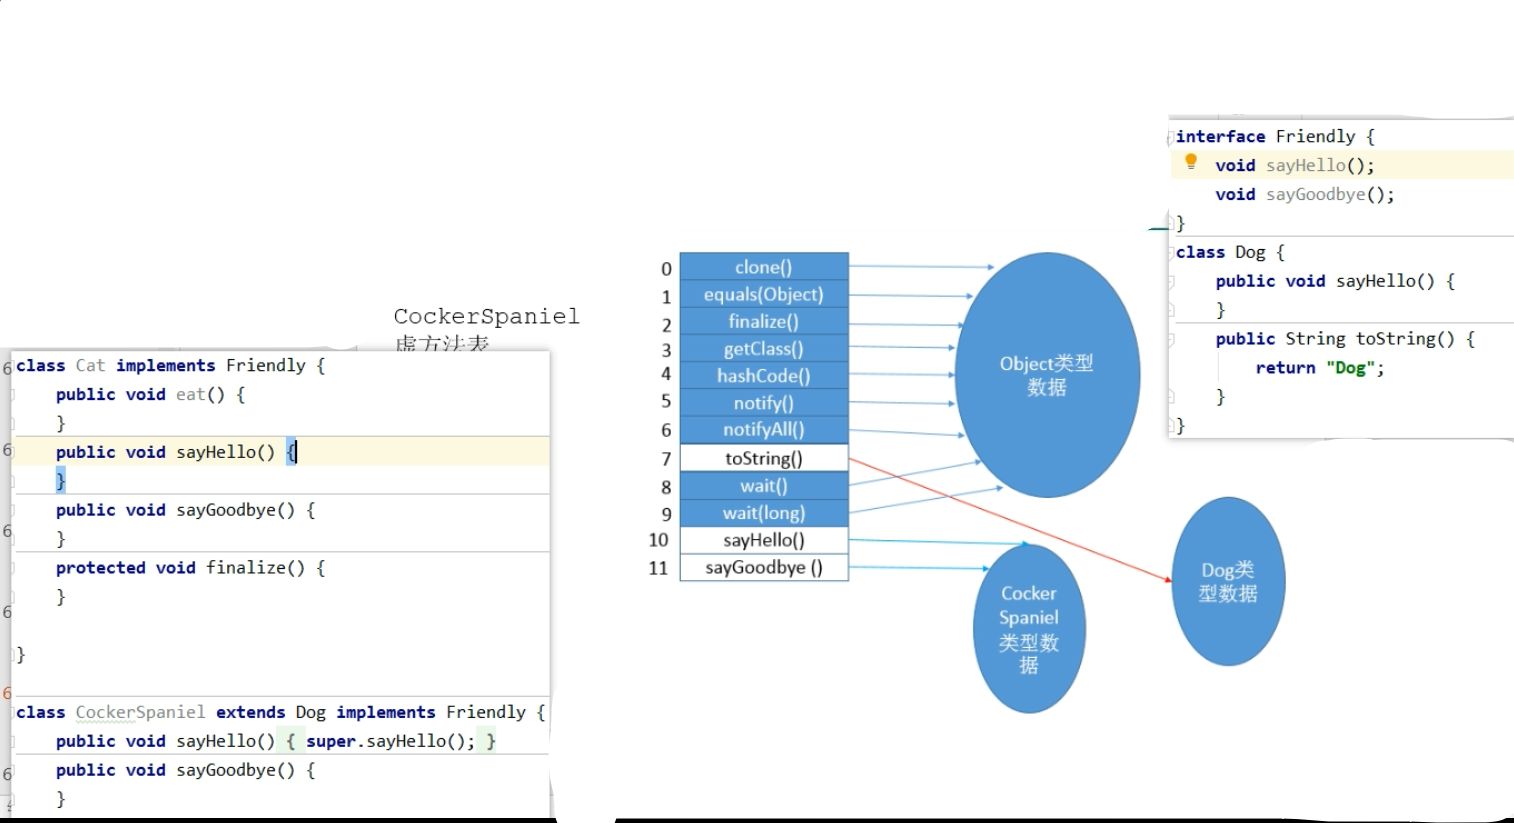 interface Friendly {
void sayHello();
void sayGoodbye();
}
class Dog {
public void sayHello() {
}
public String toString() {
return "Dog";
}
}
CockerSpaniel
虚方法表
0 clone()
1 equals(Object)
2 finalize()
3 getClass()
4 hashCode()
5 notify()
6 notifyAll()
7 toString()
8 wait()
9 wait(long)
10 sayHello()
11 sayGoodbye ()
Object类型
数据
Cocker
Spaniel
类型数
据
Dog类
型数据
class Cat implements Friendly {
public void eat() {
}
public void sayHello() {
}
public void sayGoodbye() {
}
protected void finalize() {
}
}
class CockerSpaniel extends Dog implements Friendly {
public void sayHello() { super.sayHello(); }
public void sayGoodbye() {
}